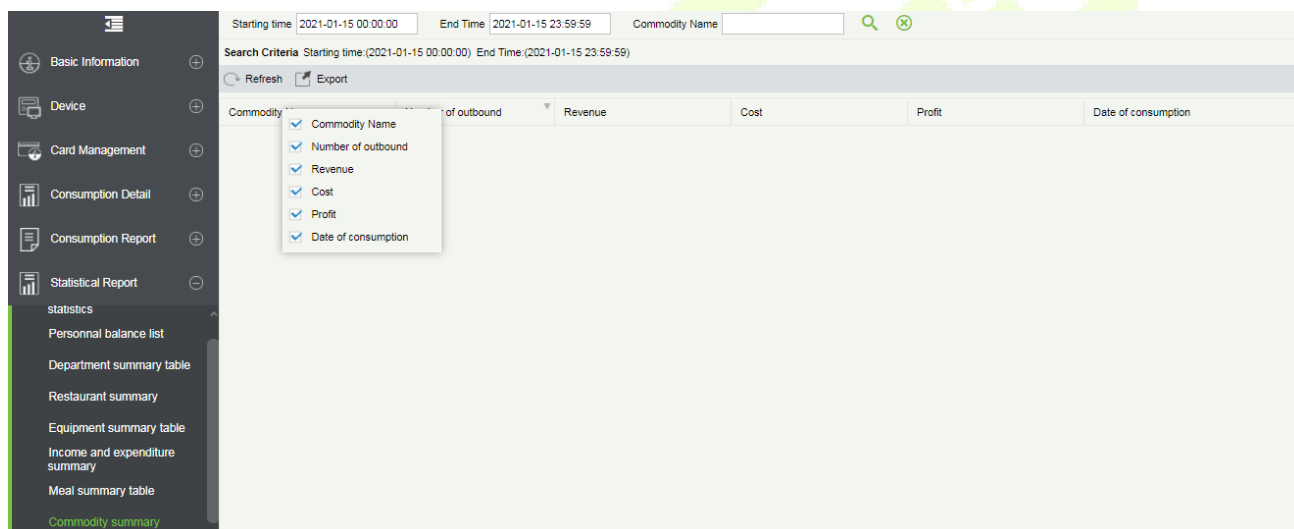 Starting time 2021-01-15 00:00:00 End Time 2021-01-15 23:59:59 Commodity Name
Search Criteria Starting time:(2021-01-15 00:00:00) End Time:(2021-01-15 23:59:59)
Refresh Export
Commodity of outbound Revenue Cost Profit Date of consumption
Commodity Name
Number of outbound
Revenue
Cost
Profit
Date of consumption
Basic Information
Device
Card Management
Consumption Detail
Consumption Report
Statistical Report
statistics
Personnal balance list
Department summary table
Restaurant summary
Equipment summary table
Income and expenditure
summary
Meal summary table
Commodity summary